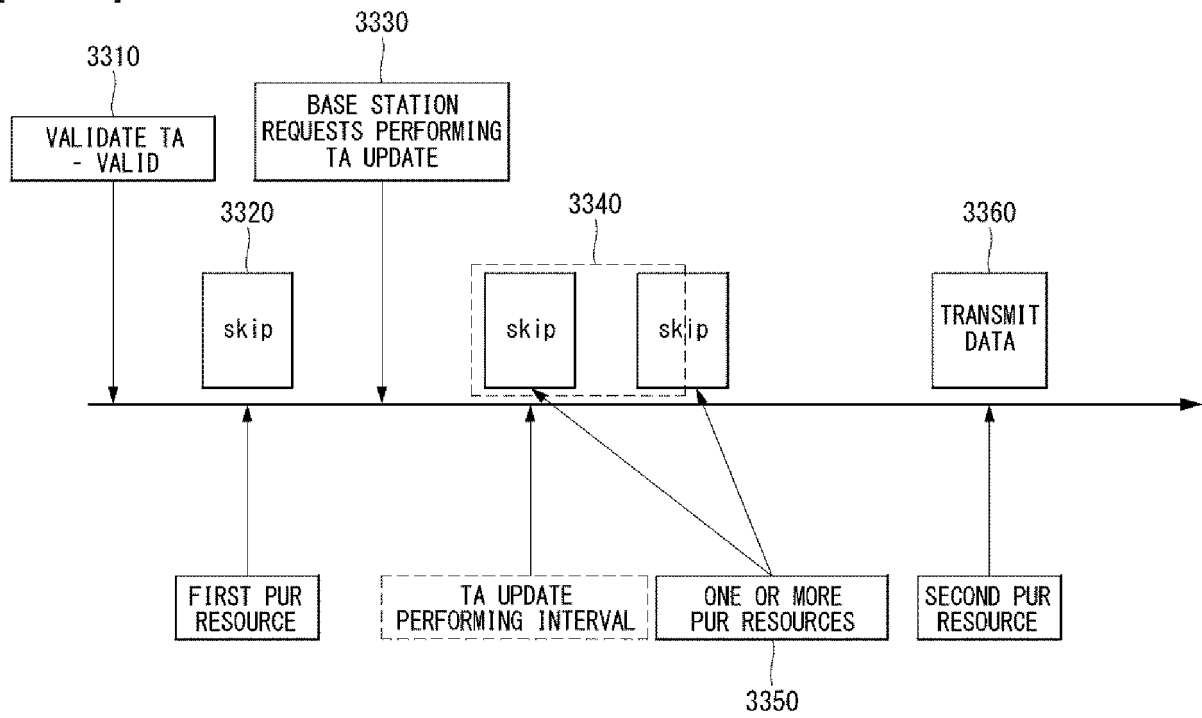 3310
VALIDATE TA
- VALID
3330
BASE STATION
REQUESTS PERFORMING
TA UPDATE
3320
skip
3340
skip
skip
3360
TRANSMIT
DATA
FIRST PUR
RESOURCE
TA UPDATE
PERFORMING INTERVAL
ONE OR MORE
PUR RESOURCES
SECOND PUR
RESOURCE
3350